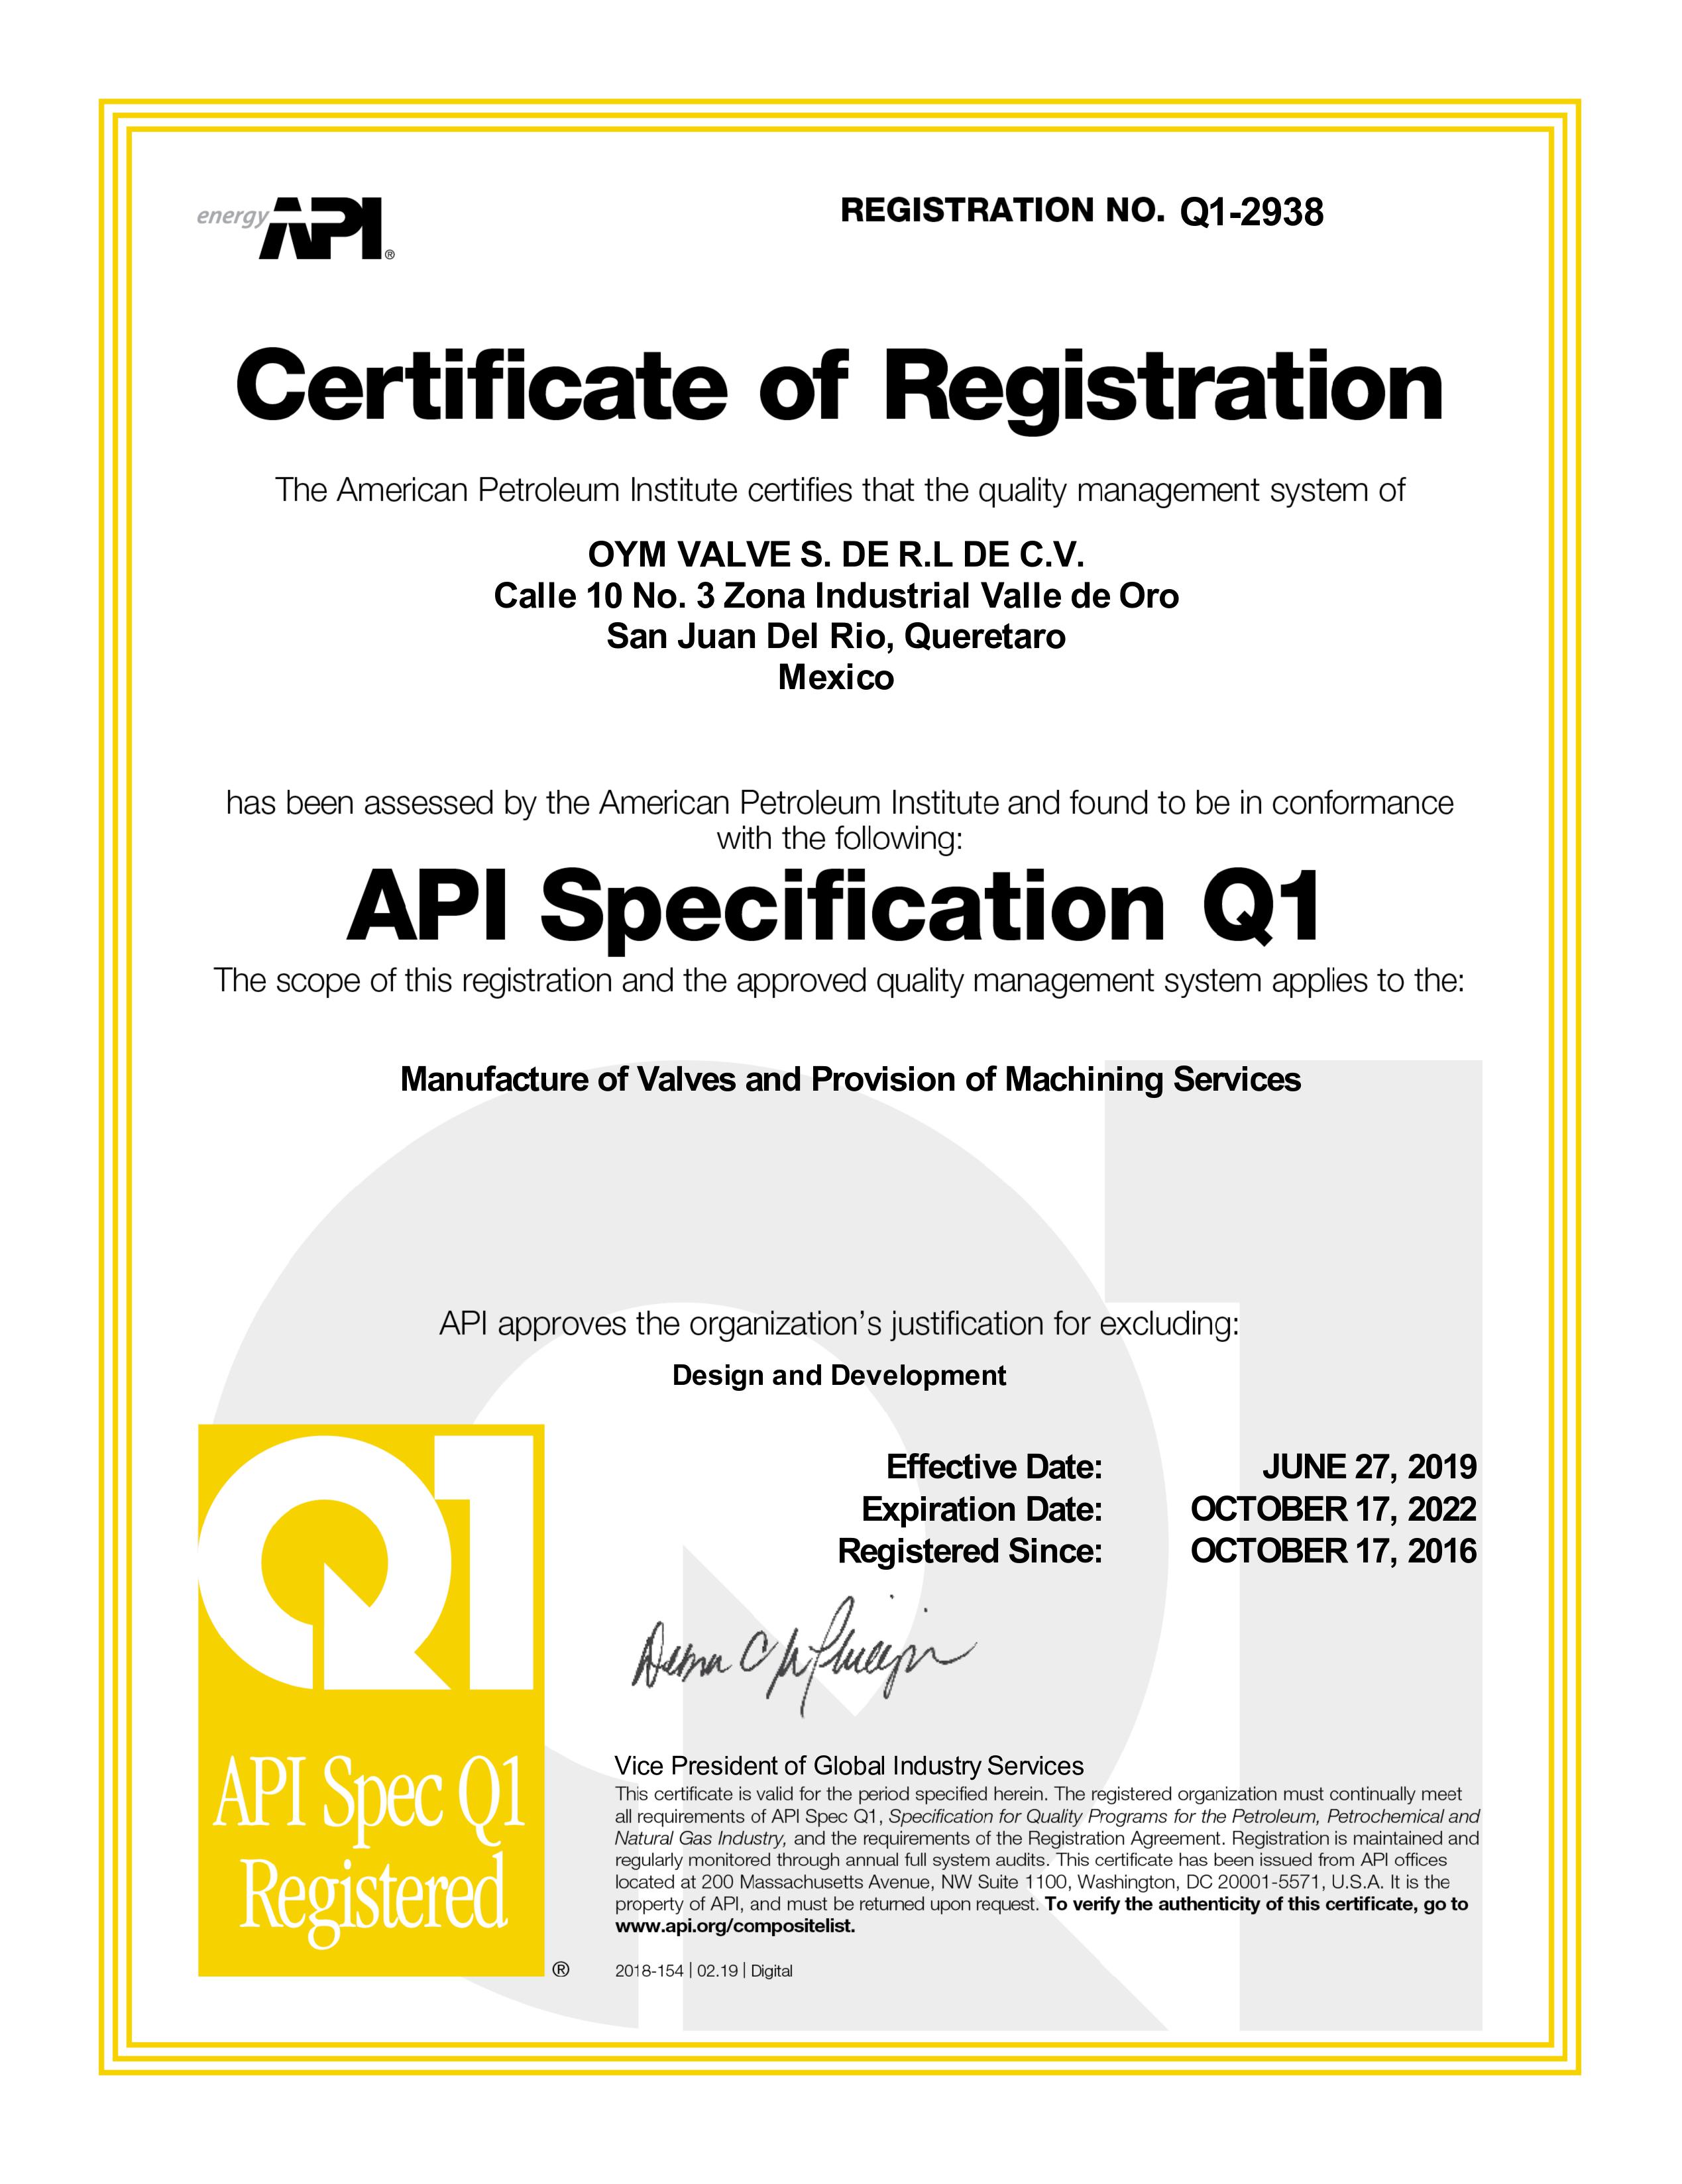 energy API®
REGISTRATION NO. Q1-2938
Certificate of Registration
The American Petroleum Institute certifies that the quality management system of
OYM VALVE S. DE R.L DE C.V.
Calle 10 No. 3 Zona Industrial Valle de Oro
San Juan Del Rio, Queretaro
Mexico
has been assessed by the American Petroleum Institute and found to be in conformance
with the following:
API Specification Q1
The scope of this registration and the approved quality management system applies to the:
Manufacture of Valves and Provision of Machining Services
API approves the organization's justification for excluding:
Design and Development
Effective Date: JUNE 27, 2019
Expiration Date: OCTOBER 17, 2022
Registered Since: OCTOBER 17, 2016
Q1
API Spec Q1
Registered
®
Vice President of Global Industry Services
This certificate is valid for the period specified herein. The registered organization must continually meet
all requirements of API Spec Q1, Specification for Quality Programs for the Petroleum, Petrochemical and
Natural Gas Industry, and the requirements of the Registration Agreement. Registration is maintained and
regularly monitored through annual full system audits. This certificate has been issued from API offices
located at 200 Massachusetts Avenue, NW Suite 1100, Washington, DC 20001-5571, U.S.A. It is the
property of API, and must be returned upon request. To verify the authenticity of this certificate, go to
www.api.org/compositelist.
2018-154 | 02.19 | Digital